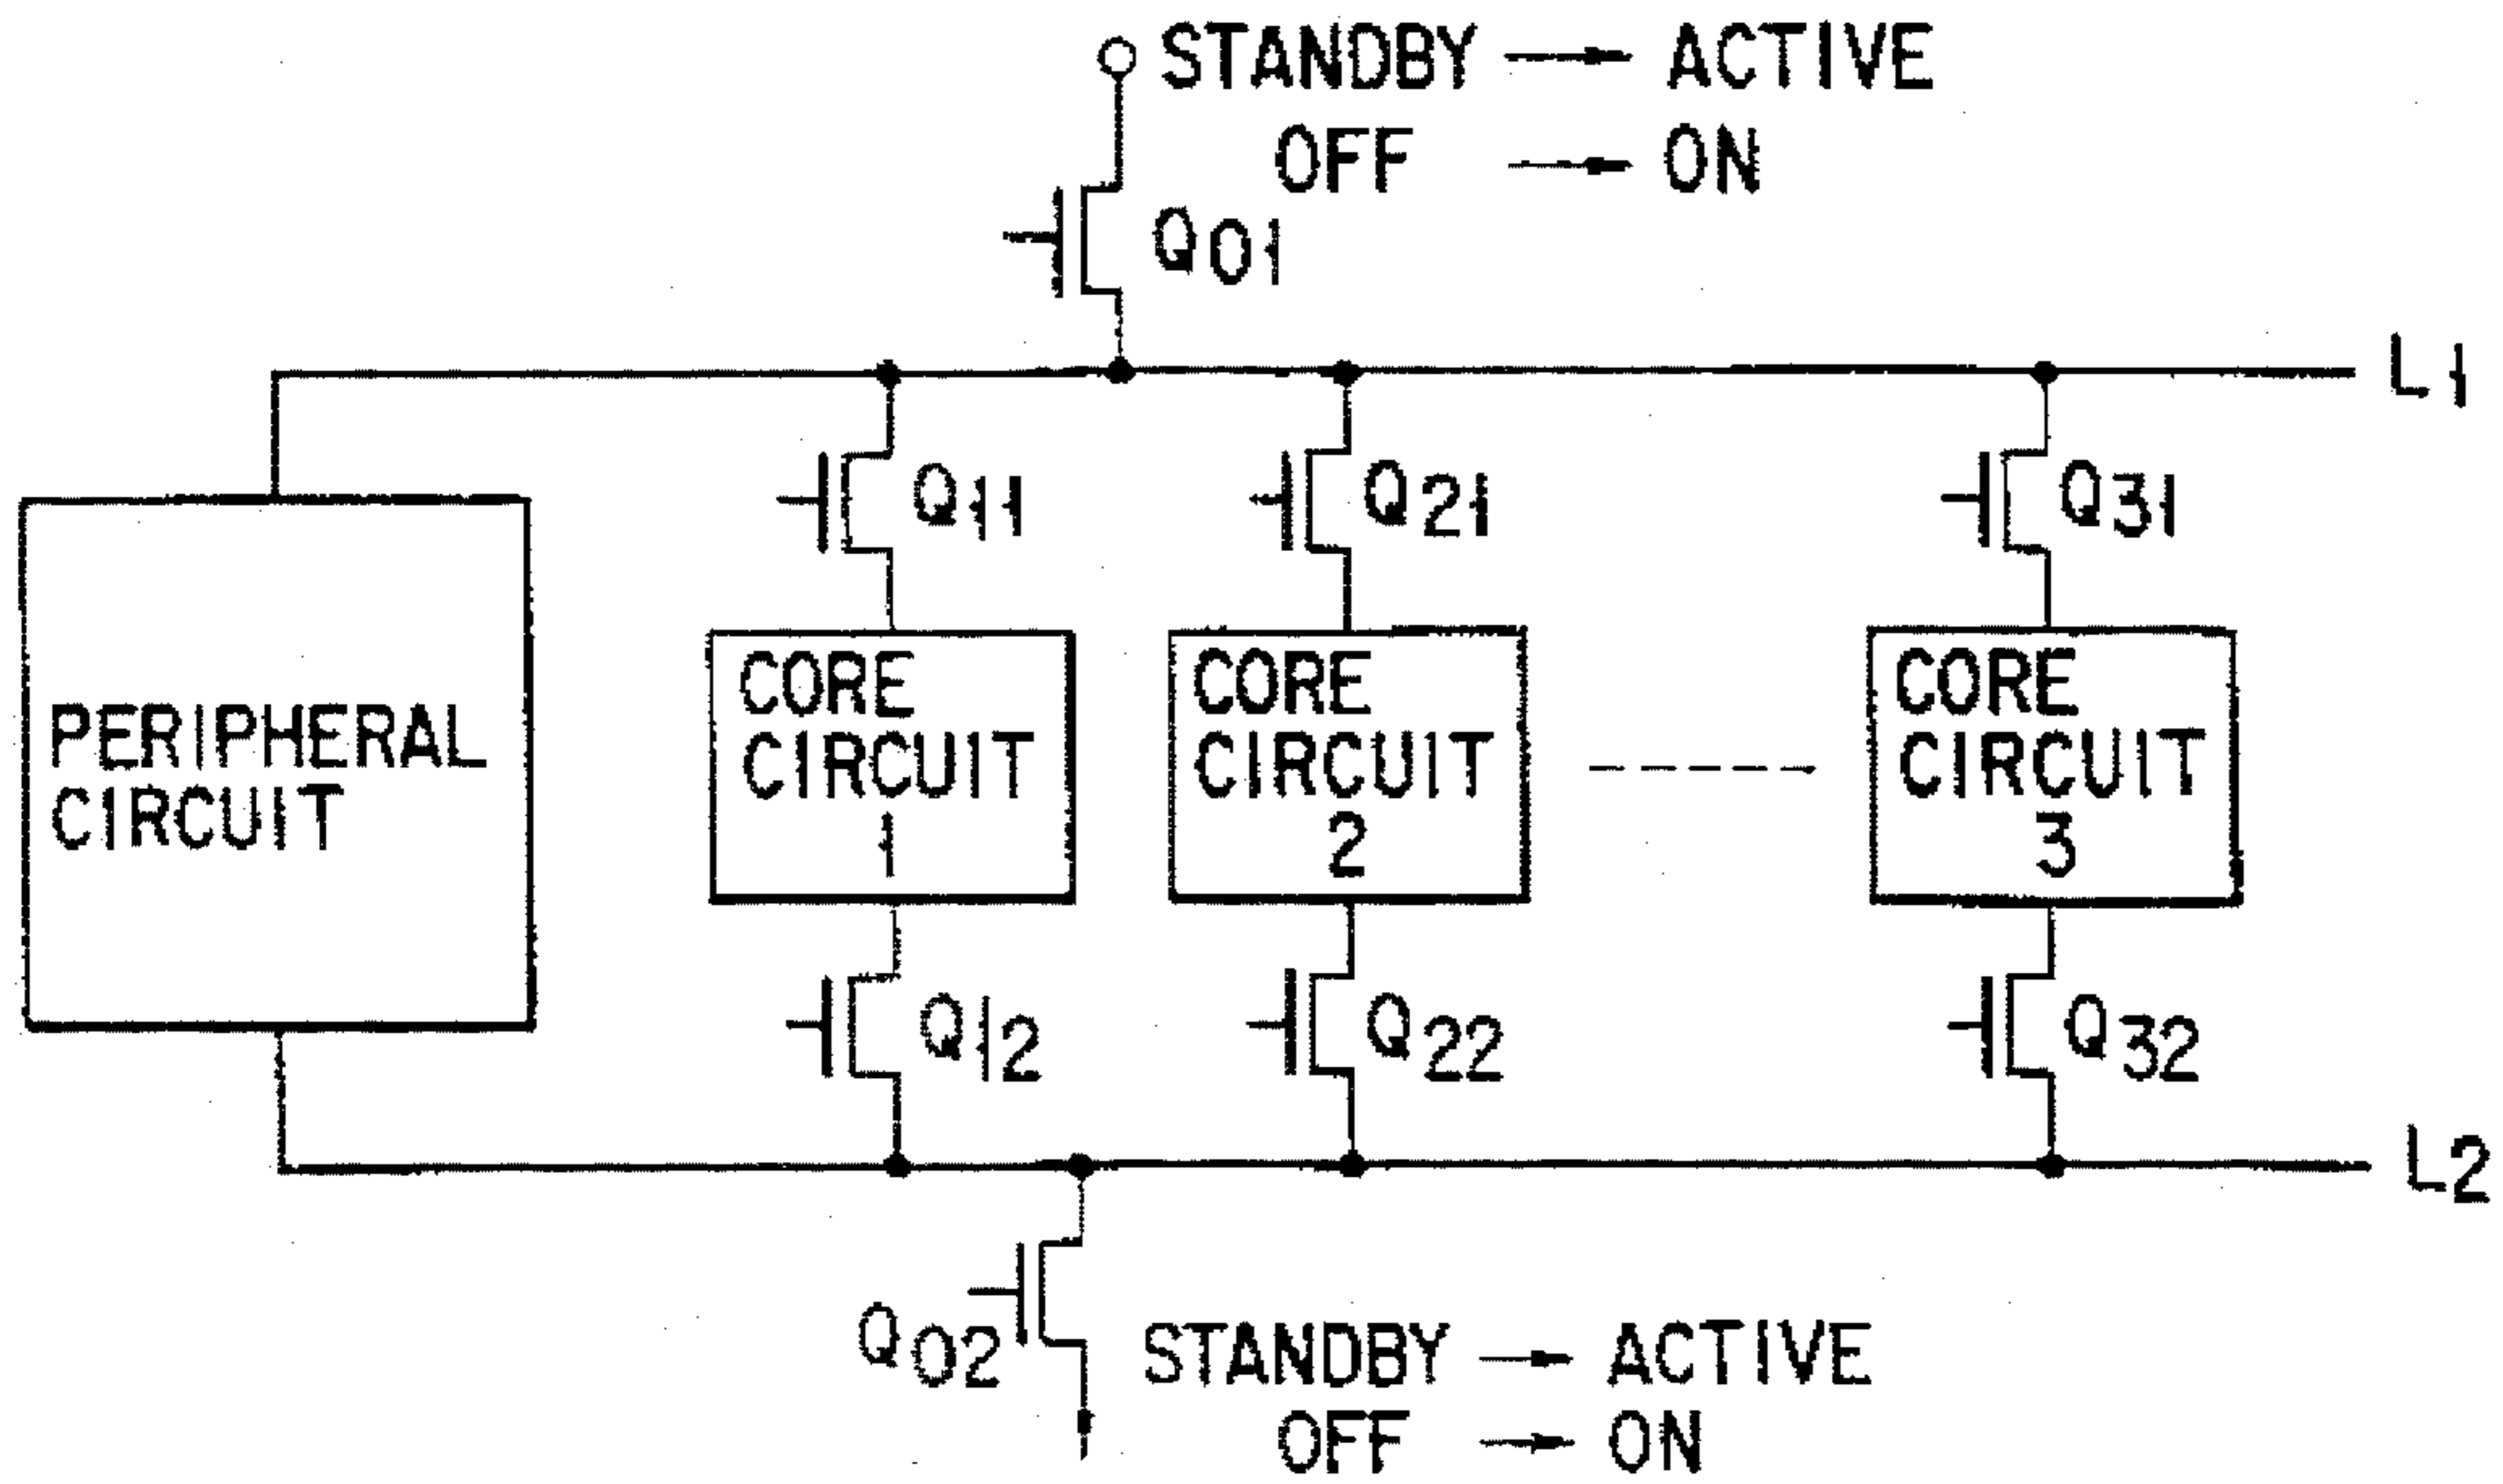 STANDBY → ACTIVE
OFF → ON
Q01
L1
Q11
Q21
Q31
PERIPHERAL
CIRCUIT
CORE
CIRCUIT
1
CORE
CIRCUIT
2
CORE
CIRCUIT
3
Q12
Q22
Q32
L2
Q02
STANDBY → ACTIVE
OFF → ON